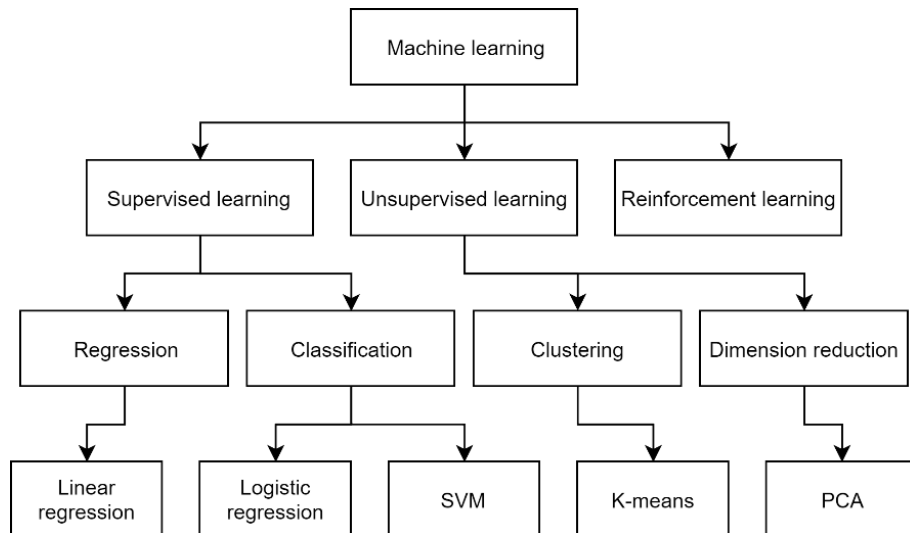 Machine learning
Supervised learning
Unsupervised learning
Reinforcement learning
Regression
Classification
Clustering
Dimension reduction
Linear
regression
Logistic
regression
SVM
K-means
PCA